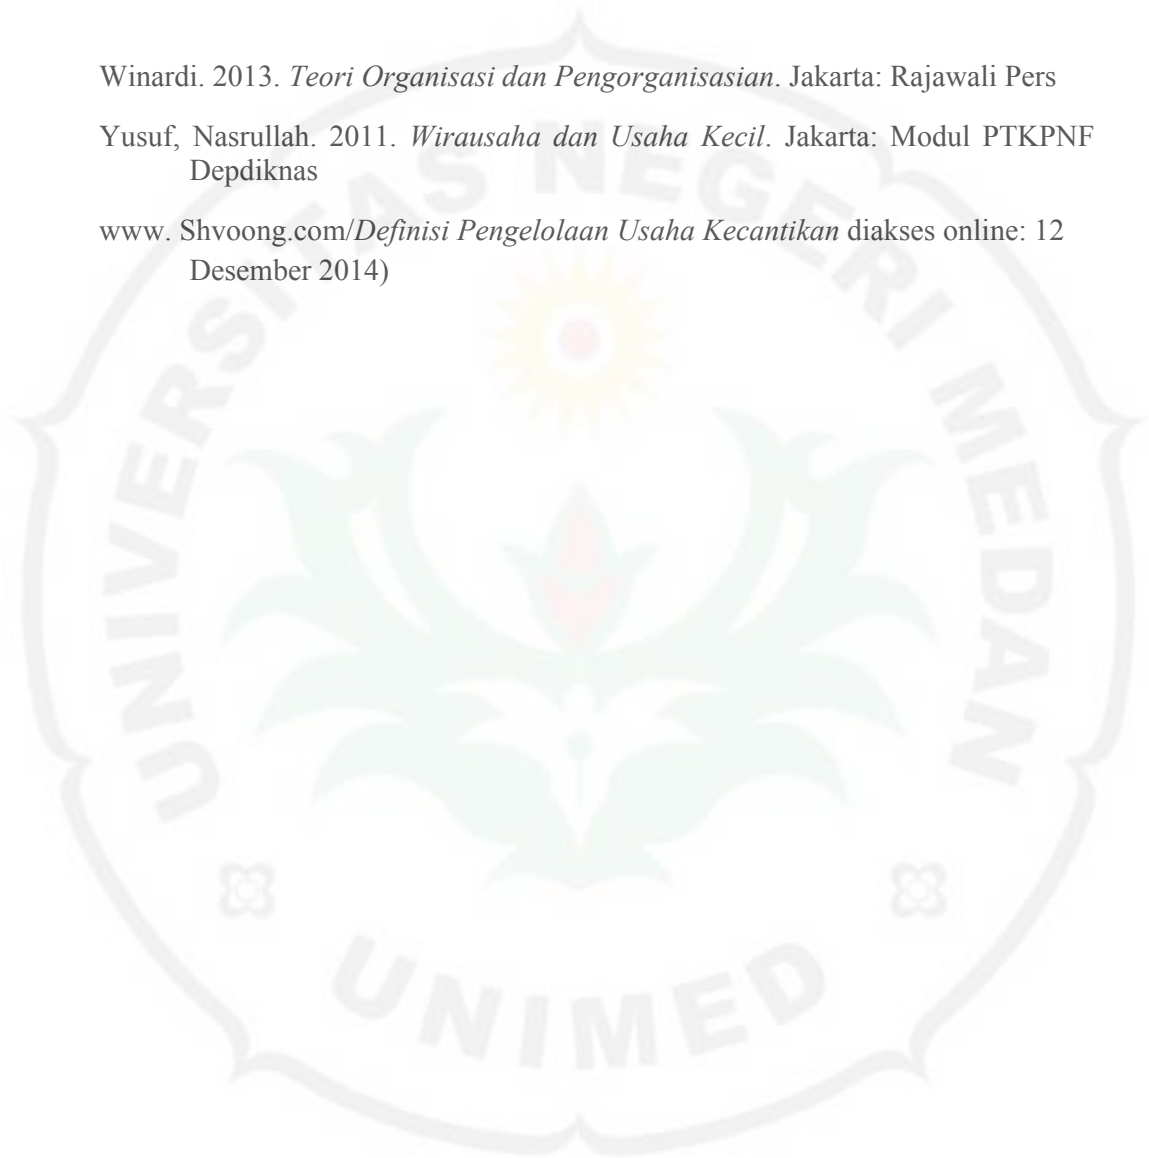 Winardi. 2013. Teori Organisasi dan Pengorganisasian. Jakarta: Rajawali Pers
Yusuf, Nasrullah. 2011. Wirausaha dan Usaha Kecil. Jakarta: Modul PTKPNF
Depdiknas
www. Shvoong.com/Definisi Pengelolaan Usaha Kecantikan diakses online: 12
Desember 2014)
UNIVERSITAS NEGERI MEDAN
UNIMED